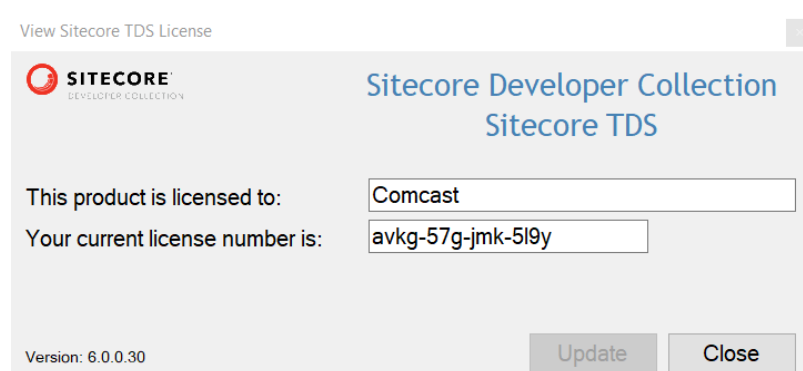 View Sitecore TDS License
SITECORE
DEVELOPER COLLECTION
Sitecore Developer Collection
Sitecore TDS
This product is licensed to:
Comcast
Your current license number is:
avkg-57g-jmk-5l9y
Version: 6.0.0.30
Update
Close